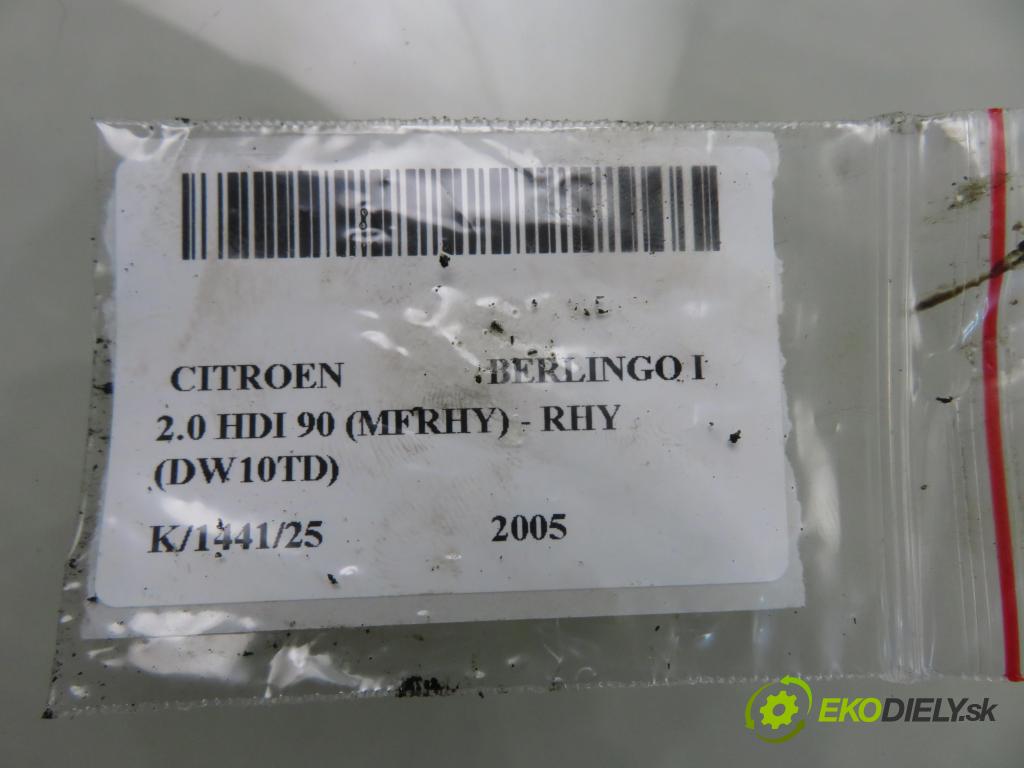 CITROEN BERLINGO I
2.0 HDI 90 (MFRHY) - RHY
(DW10TD)
K/1441/25 2005
EKODIELY.sk